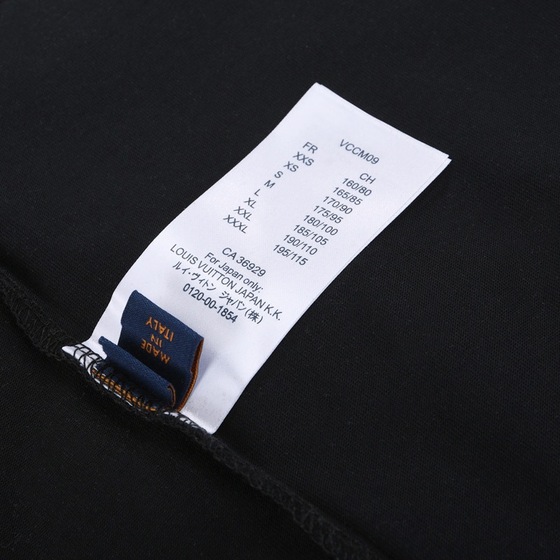 VCCM09
FR CH
XXS 160/80
XS 165/85
S 170/90
M 175/95
L 180/100
XL 185/105
XXL 190/110
XXXL 195/115
CA 36929
For Japan only:
LOUIS VUITTON JAPAN K.K.
ルイ・ヴィトン ジャパン(株)
0120-00-1854
MADE
IN
ITALY